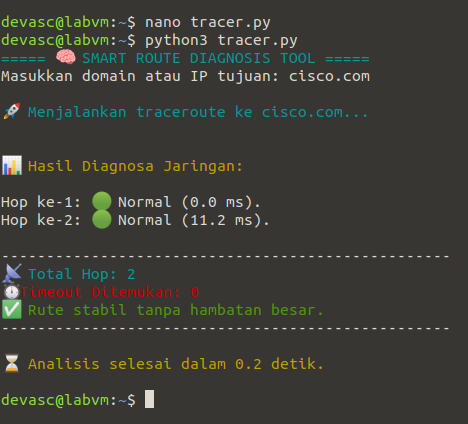 devasc@labvm:~$ nano tracer.py
devasc@labvm:~$ python3 tracer.py
===== 🧠 SMART ROUTE DIAGNOSIS TOOL =====
Masukkan domain atau IP tujuan: cisco.com
🚀 Menjalankan traceroute ke cisco.com...
📊 Hasil Diagnosa Jaringan:
Hop ke-1: 🟢 Normal (0.0 ms).
Hop ke-2: 🟢 Normal (11.2 ms).
--------------------------------------------------
📡 Total Hop: 2
⏱️Timeout Ditemukan: 0
✅ Rute stabil tanpa hambatan besar.
--------------------------------------------------
⏳ Analisis selesai dalam 0.2 detik.
devasc@labvm:~$